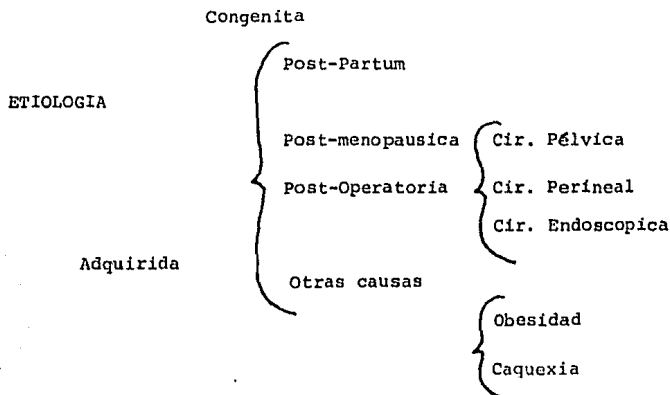 Congenita
Post-Partum
ETIOLOGIA
Post-menopausica
Cir. Pélvica
Post-Operatoria
Cir. Perineal
Cir. Endoscopica
Adquirida
Otras causas
Obesidad
Caquexia